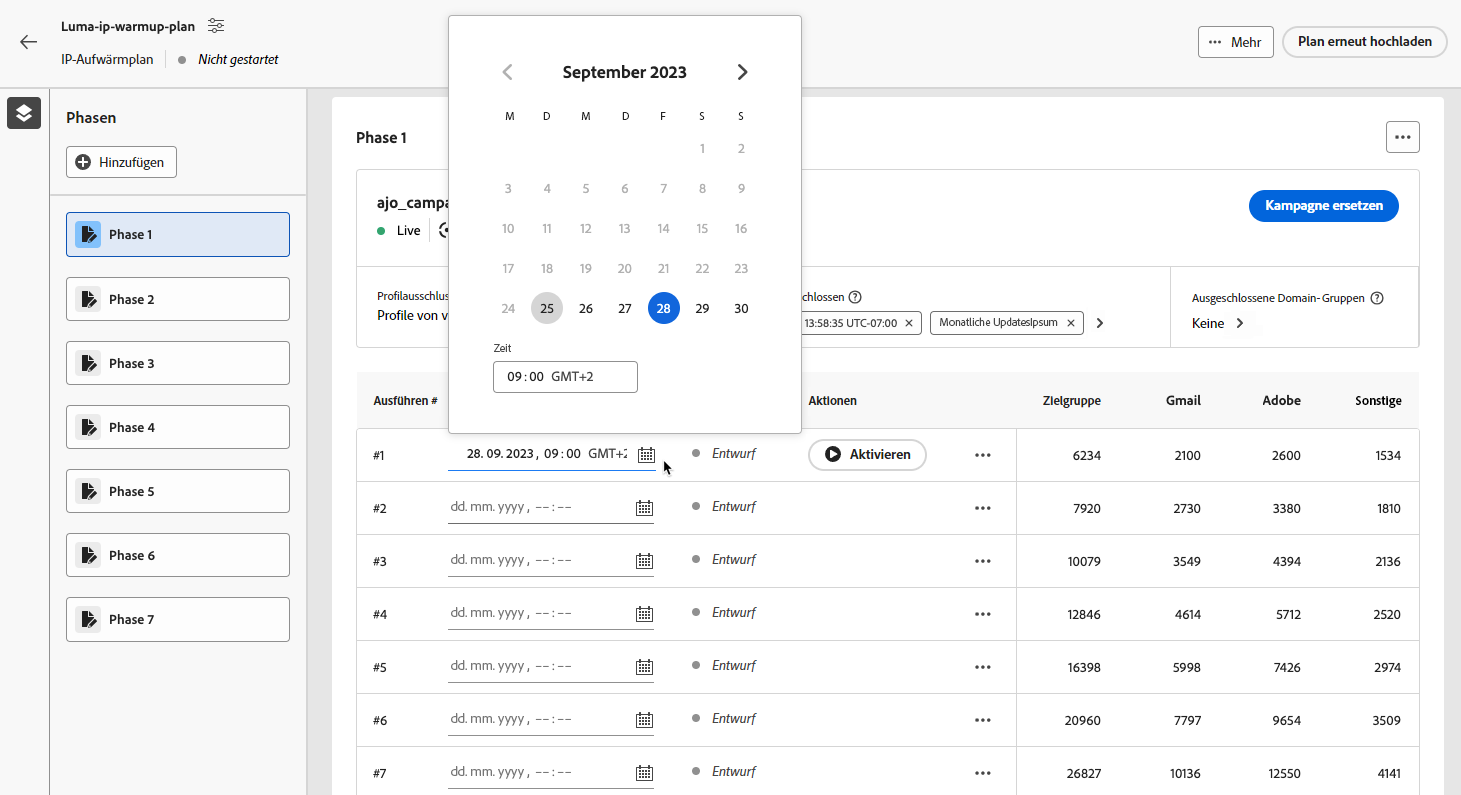 Luma-ip-warmup-plan
IP-Aufwärmplan
Nicht gestartet
Mehr
Plan erneut hochladen
Phasen
Hinzufügen
Phase 1
Phase 2
Phase 3
Phase 4
Phase 5
Phase 6
Phase 7
September 2023
M D M D F S S
1 2
3 4 5 6 7 8 9
10 11 12 13 14 15 16
17 18 19 20 21 22 23
24 25 26 27 28 29 30
Zeit
09:00 GMT+2
Phase 1
ajo_campa
Live
Kampagne ersetzen
Profilausschlus
Profile von v
chlossen
13:58:35 UTC-07:00
Monatliche UpdatesIpsum
Ausgeschlossene Domain-Gruppen
Keine
Ausführen # Aktionen Zielgruppe Gmail Adobe Sonstige
#1 28.09.2023, 09:00 GMT+2 Entwurf Aktivieren 6234 2100 2600 1534
#2 dd.mm.yyyy, --:-- Entwurf 7920 2730 3380 1810
#3 dd.mm.yyyy, --:-- Entwurf 10079 3549 4394 2136
#4 dd.mm.yyyy, --:-- Entwurf 12846 4614 5712 2520
#5 dd.mm.yyyy, --:-- Entwurf 16398 5998 7426 2974
#6 dd.mm.yyyy, --:-- Entwurf 20960 7797 9654 3509
#7 dd.mm.yyyy, --:-- Entwurf 26827 10136 12550 4141